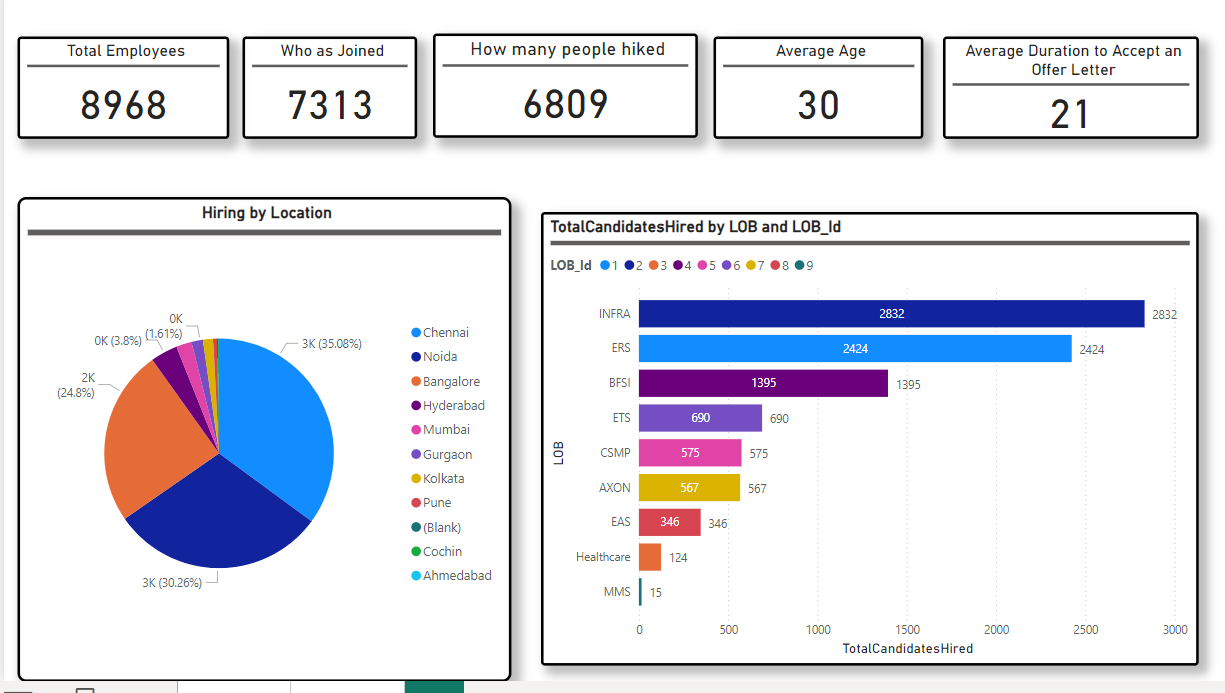 Total Employees
8968
Who as Joined
7313
How many people hiked
6809
Average Age
30
Average Duration to Accept an
Offer Letter
21
Hiring by Location
0K
(1.61%)
0K (3.8%)
2K
(24.8%)
3K (35.08%)
3K (30.26%)
Chennai
Noida
Bangalore
Hyderabad
Mumbai
Gurgaon
Kolkata
Pune
(Blank)
Cochin
Ahmedabad
TotalCandidatesHired by LOB and LOB_Id
LOB_Id 1 2 3 4 5 6 7 8 9
LOB
INFRA 2832 2832
ERS 2424 2424
BFSI 1395 1395
ETS 690 690
CSMP 575 575
AXON 567 567
EAS 346 346
Healthcare 124
MMS 15
0 500 1000 1500 2000 2500 3000
TotalCandidatesHired